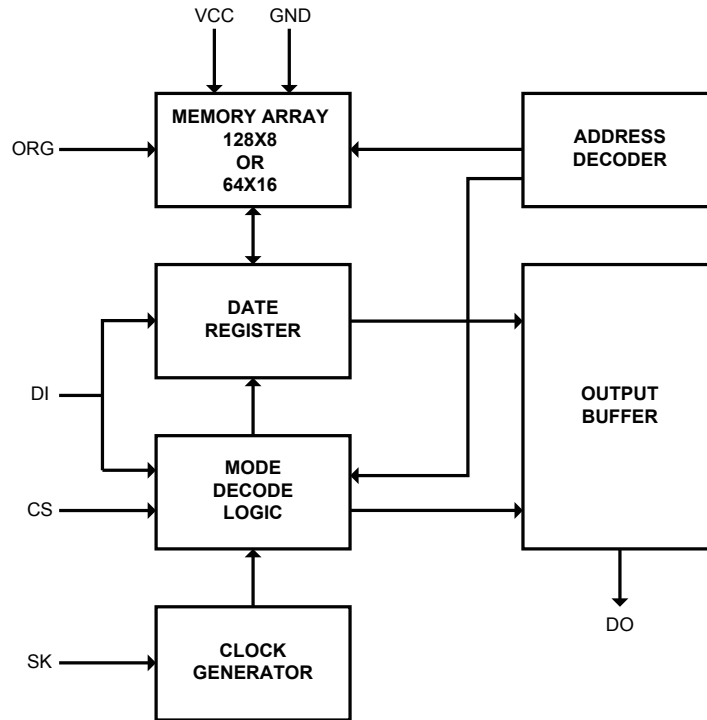 VCC
GND
ORG
MEMORY ARRAY
128X8
OR
64X16
ADDRESS
DECODER
DATE
REGISTER
DI
OUTPUT
BUFFER
MODE
DECODE
LOGIC
CS
DO
SK
CLOCK
GENERATOR